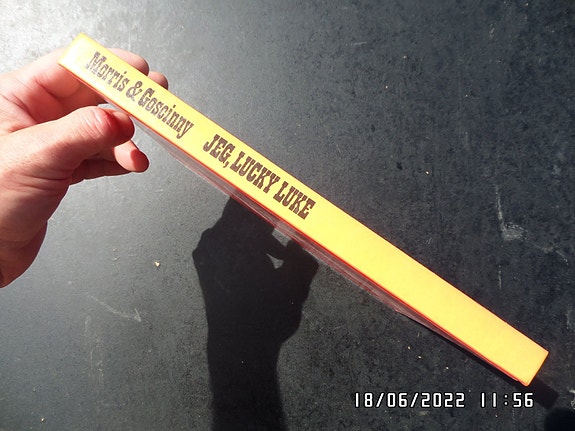 Morris & Goscinny JEG, LUCKY LUKE
18/06/2022 11:56